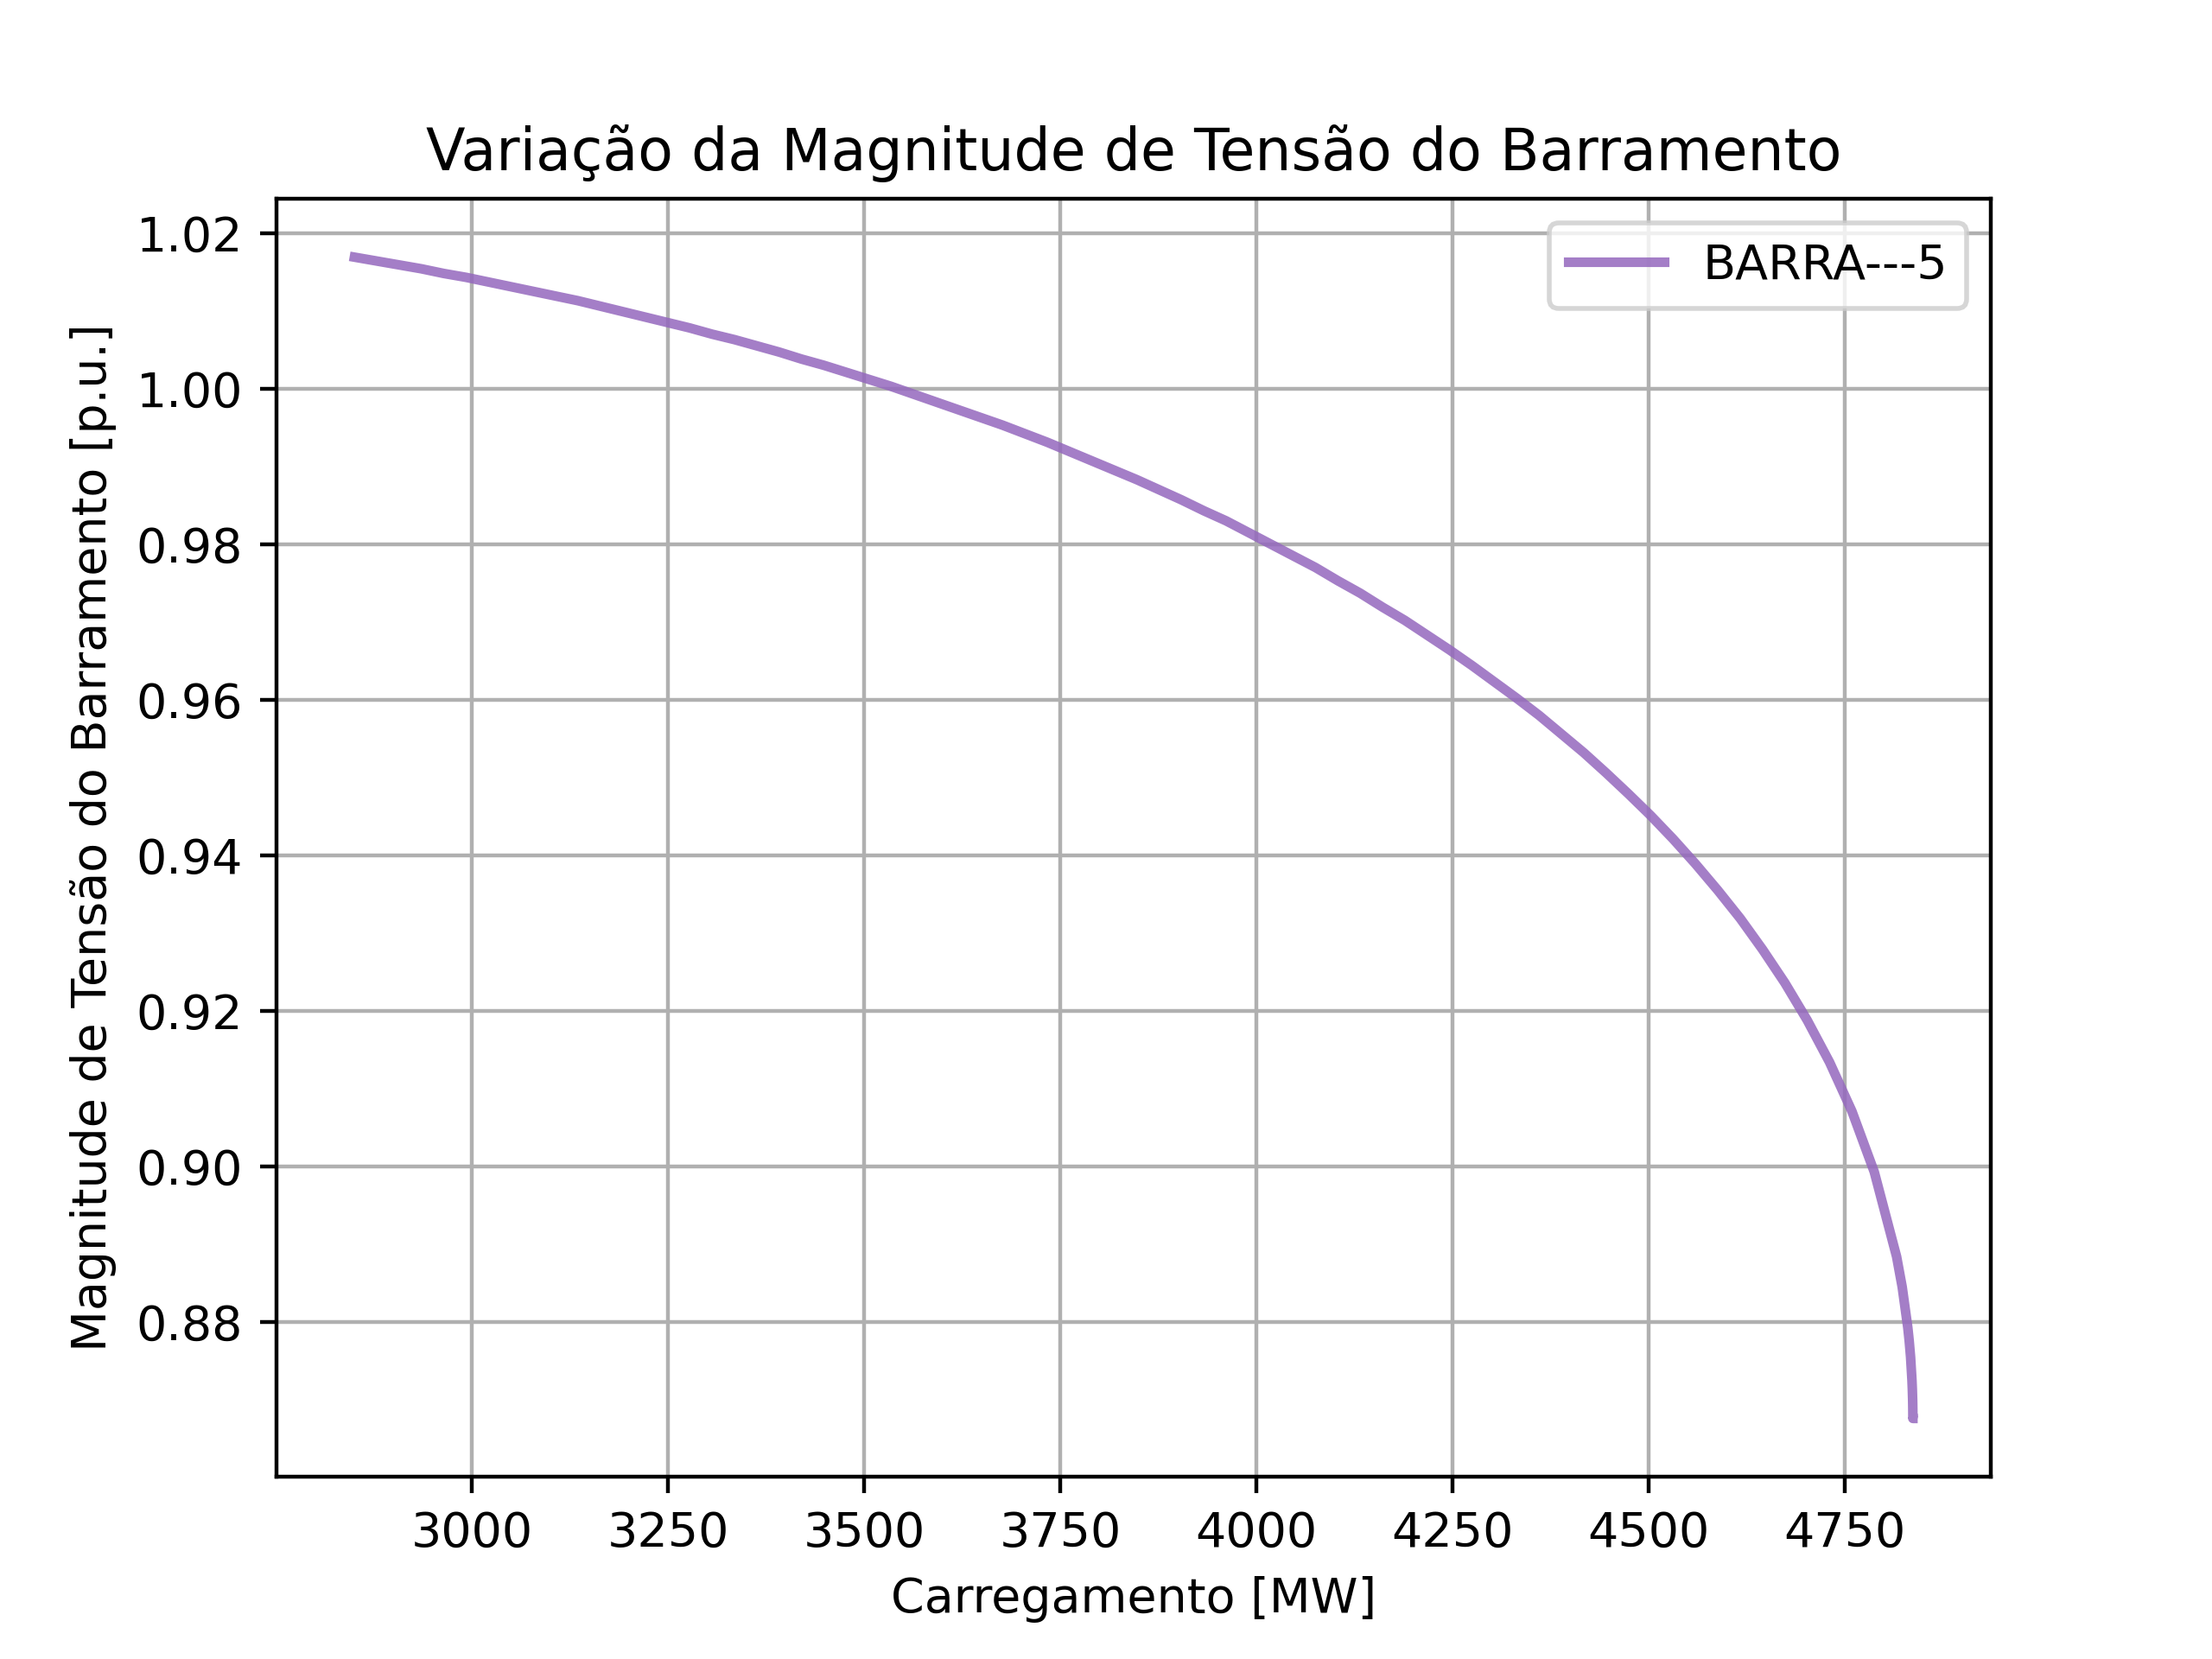 Variação da Magnitude de Tensão do Barramento
BARRA---5
Magnitude de Tensão do Barramento [p.u.]
1.02
1.00
0.98
0.96
0.94
0.92
0.90
0.88
3000 3250 3500 3750 4000 4250 4500 4750
Carregamento [MW]